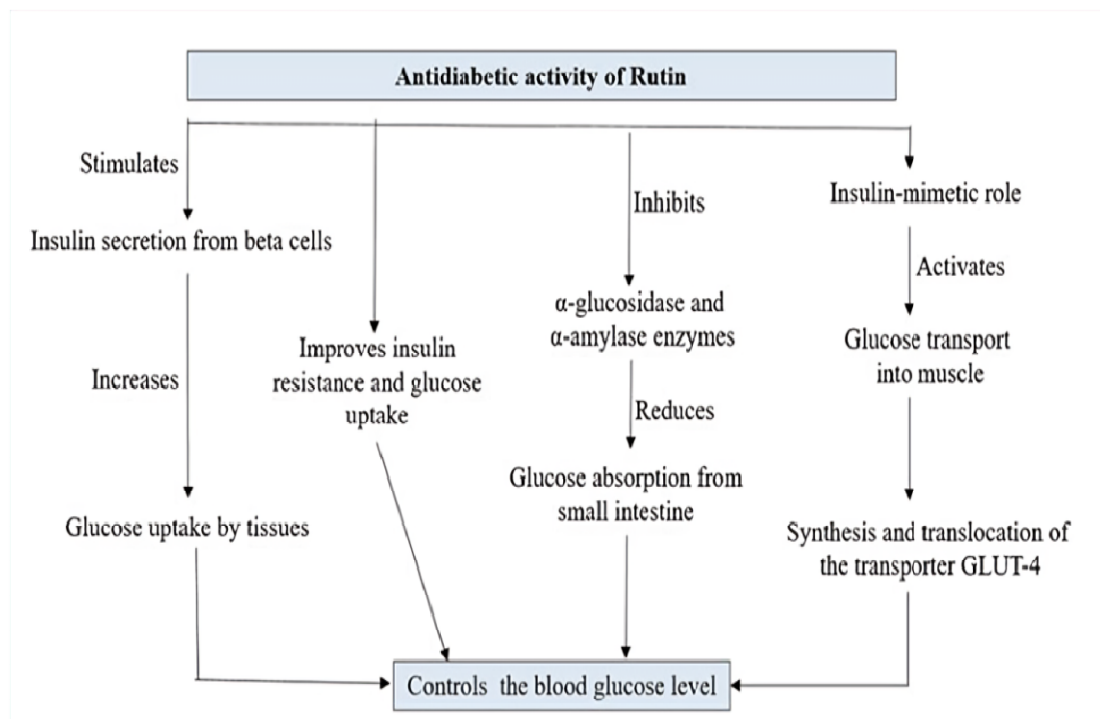 Antidiabetic activity of Rutin
Stimulates
Insulin secretion from beta cells
Increases
Glucose uptake by tissues
Improves insulin
resistance and glucose
uptake
Inhibits
α-glucosidase and
α-amylase enzymes
Reduces
Glucose absorption from
small intestine
Insulin-mimetic role
Activates
Glucose transport
into muscle
Synthesis and translocation of
the transporter GLUT-4
Controls the blood glucose level